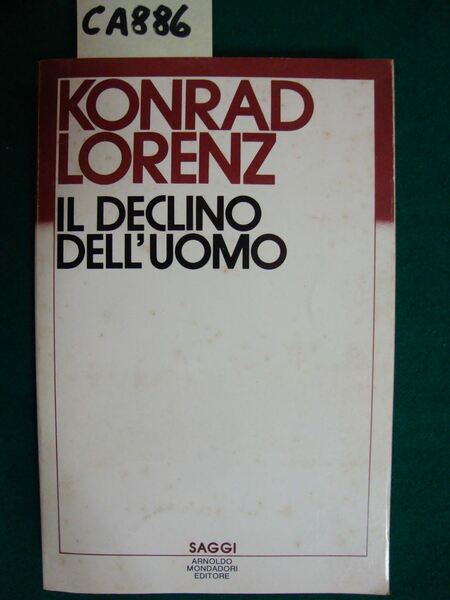 CA886
KONRAD
LORENZ
IL DECLINO
DELL'UOMO
SAGGI
ARNOLDO
MONDADORI
EDITORE